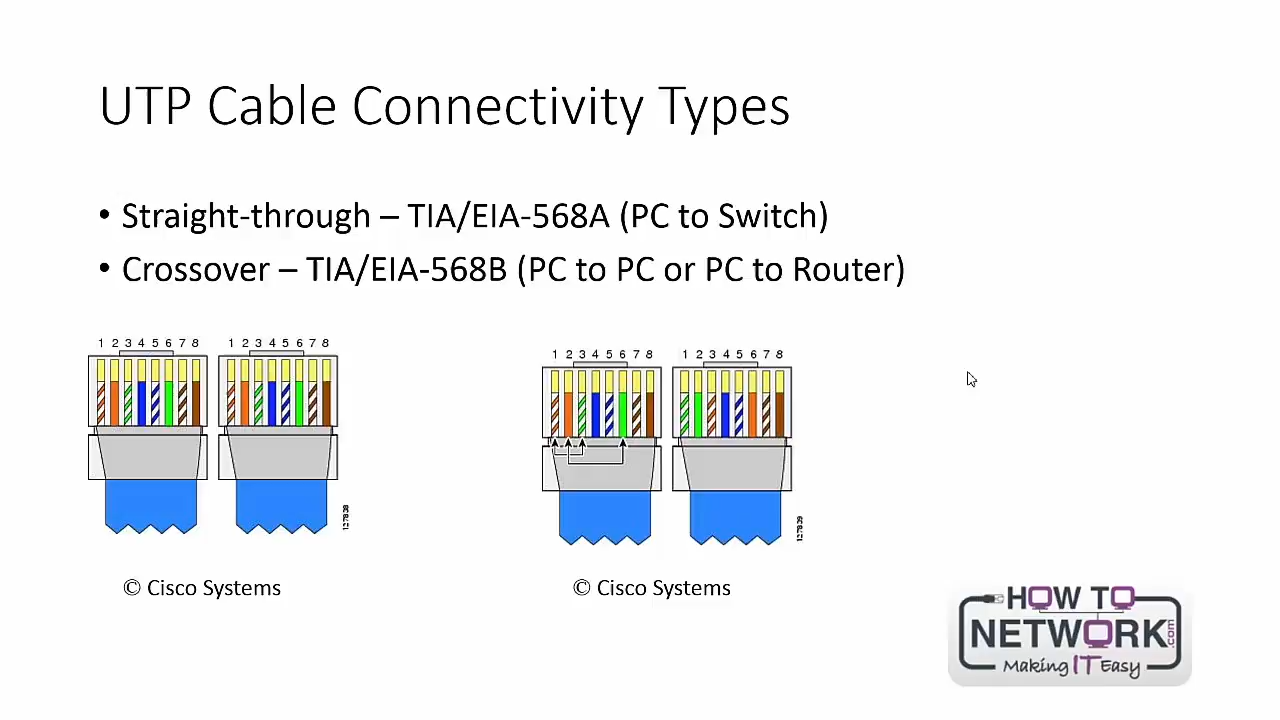 UTP Cable Connectivity Types
• Straight-through – TIA/EIA-568A (PC to Switch)
• Crossover – TIA/EIA-568B (PC to PC or PC to Router)
1 2 3 4 5 6 7 8
1 2 3 4 5 6 7 8
127838
1 2 3 4 5 6 7 8
1 2 3 4 5 6 7 8
127839
© Cisco Systems
© Cisco Systems
HOW TO
NETWORK.com
Making IT Easy